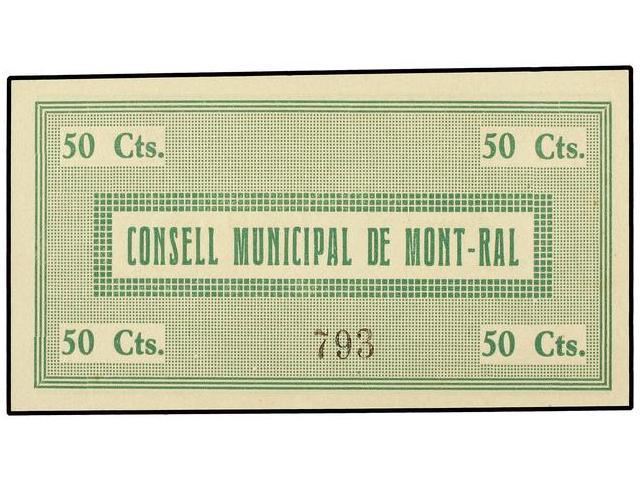 50 Cts. 50 Cts.
CONSELL MUNICIPAL DE MONT-RAL
50 Cts. 793 50 Cts.